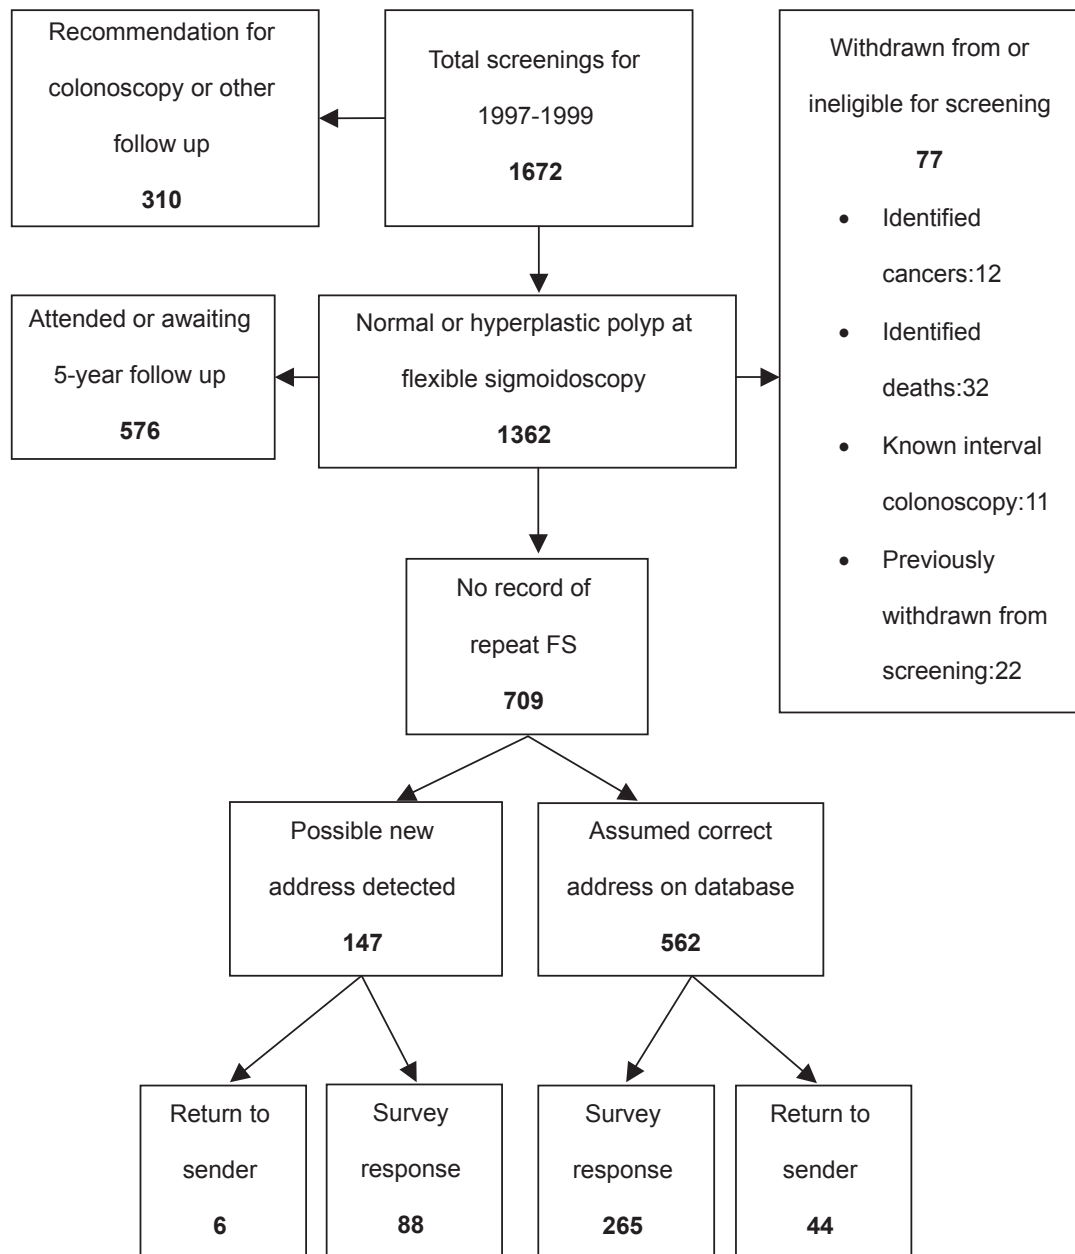 Recommendation for
colonoscopy or other
follow up
310
Total screenings for
1997-1999
1672
Withdrawn from or
ineligible for screening
77
• Identified
cancers:12
• Identified
deaths:32
• Known interval
colonoscopy:11
• Previously
withdrawn from
screening:22
Attended or awaiting
5-year follow up
576
Normal or hyperplastic polyp at
flexible sigmoidoscopy
1362
No record of
repeat FS
709
Possible new
address detected
147
Assumed correct
address on database
562
Return to
sender
6
Survey
response
88
Survey
response
265
Return to
sender
44